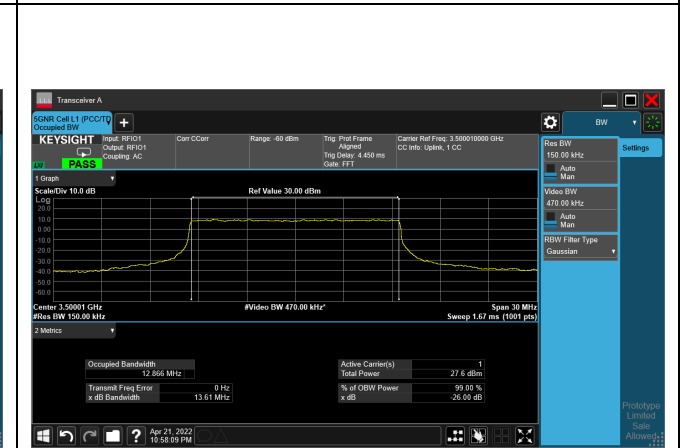 Transceiver A
5GNR Cell L1 (PCC/TD
Occupied BW
+
BW
KEYSIGHT
Input: RFIO1
Output: RFIO1
Coupling: AC
Corr CCorr
Range: -60 dBm
Trig: Prot Frame
Aligned
Trig Delay: 4.450 ms
Gate: FFT
Carrier Ref Freq: 3.500010000 GHz
CC Info: Uplink, 1 CC
PASS
Res BW
150.00 kHz
Auto
Man
Settings
Video BW
470.00 kHz
Auto
Man
RBW Filter Type
Gaussian
1 Graph
Scale/Div 10.0 dB
Ref Value 30.00 dBm
Log
20.0
10.0
0.00
-10.0
-20.0
-30.0
-40.0
-50.0
-60.0
Center 3.50001 GHz
#Video BW 470.00 kHz*
Span 30 MHz
#Res BW 150.00 kHz
Sweep 1.67 ms (1001 pts)
2 Metrics
Occupied Bandwidth
12.866 MHz
Active Carrier(s) 1
Total Power 27.6 dBm
Transmit Freq Error 0 Hz
x dB Bandwidth 13.61 MHz
% of OBW Power 99.00 %
x dB -26.00 dB
Prototype
Limited
Sale
Allowed
?
Apr 21, 2022
10:58:09 PM